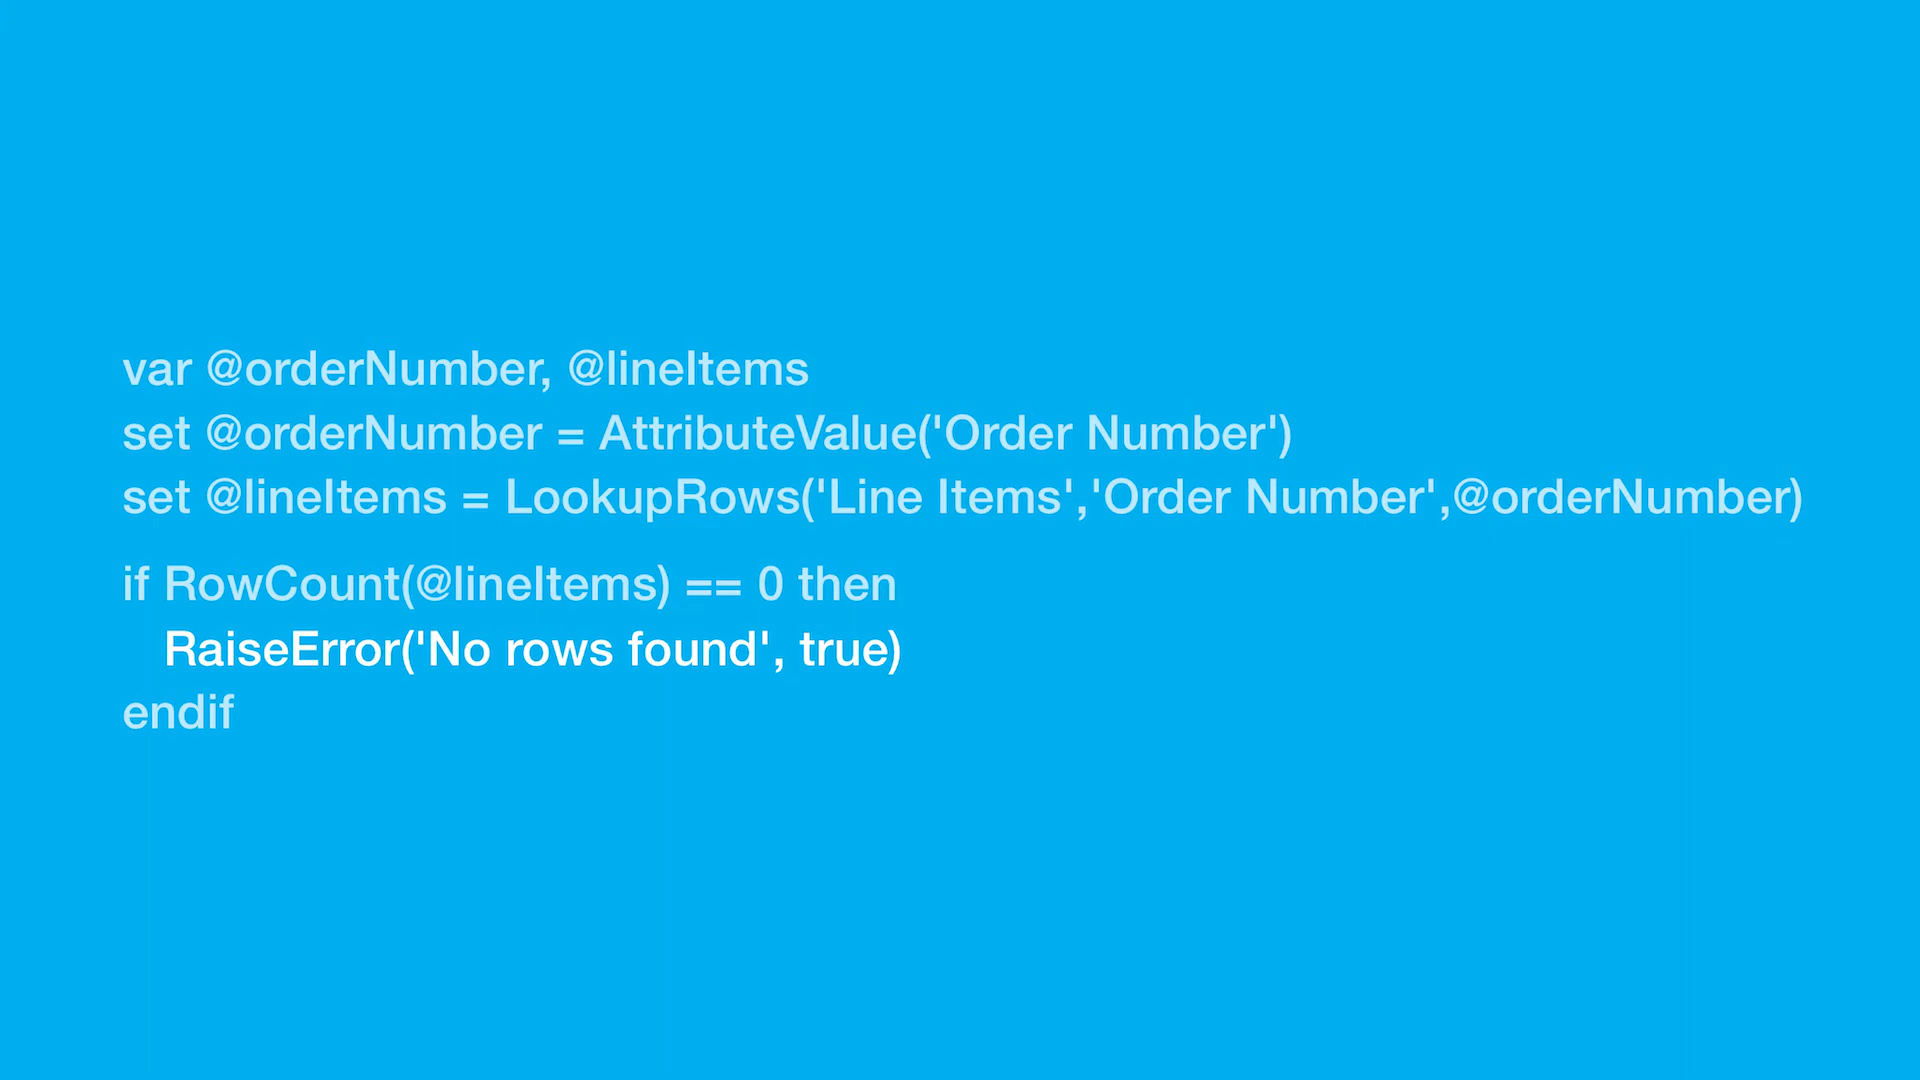 var @orderNumber, @lineItems
set @orderNumber = AttributeValue('Order Number')
set @lineItems = LookupRows('Line Items','Order Number',@orderNumber)
if RowCount(@lineItems) == 0 then
RaiseError('No rows found', true)
endif